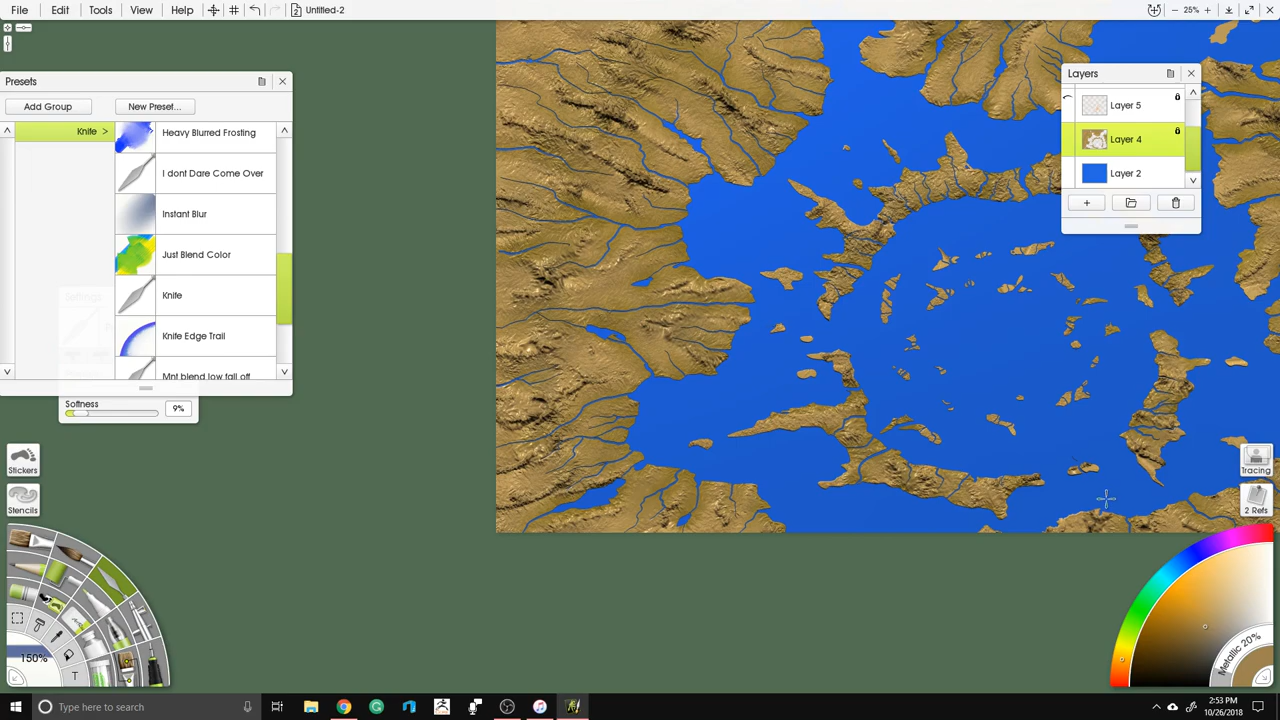 File Edit Tools View Help Untitled-2 25%
Presets
Add Group New Preset...
Knife >
Heavy Blurred Frosting
I dont Dare Come Over
Instant Blur
Just Blend Color
Knife
Knife Edge Trail
Mnt blend low fall off
Softness
9%
Layers
Layer 5
Layer 4
Layer 2
Stickers
Stencils
Tracing
2 Refs
150%
T
Metallic 20%
Type here to search
2:53 PM
10/26/2018